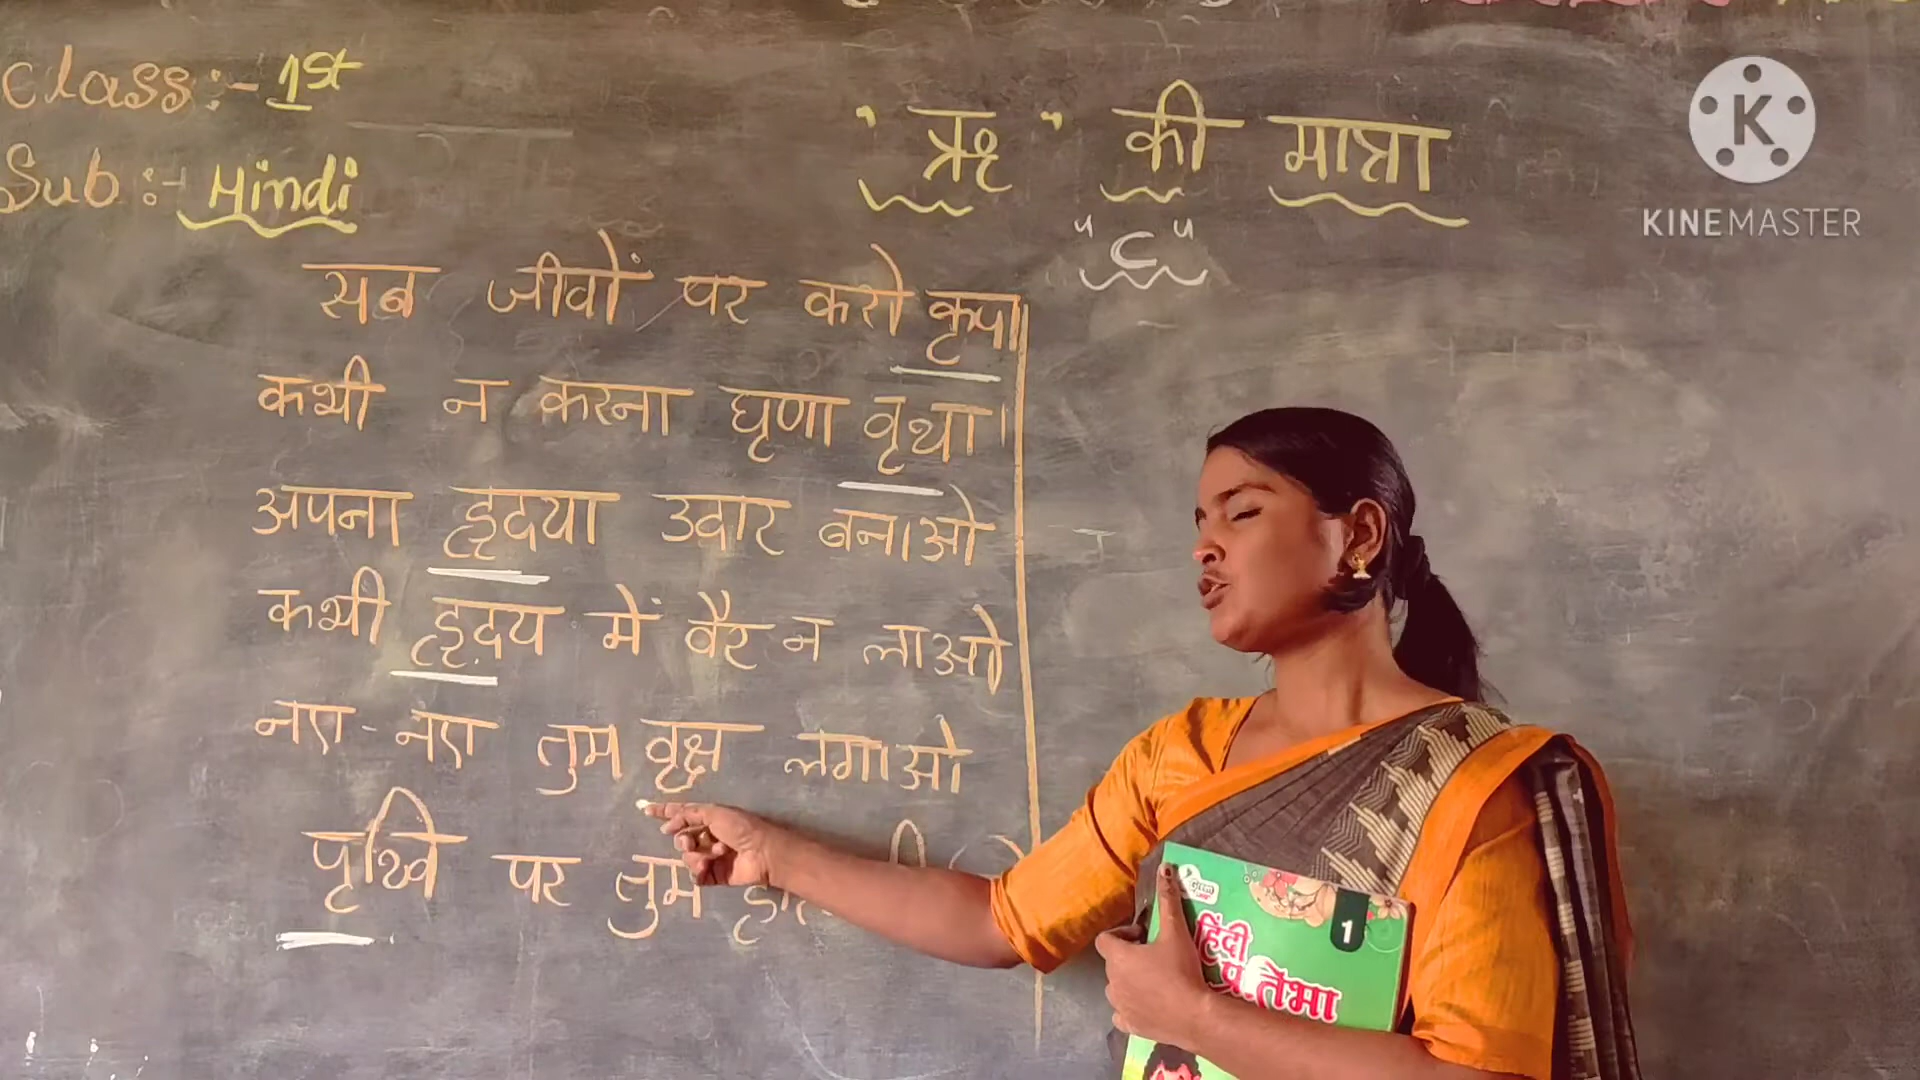 Class:- 1st
Sub:- Hindi
"ऋ" की मात्रा
"ृ"
सब जीवों पर करो कृपा।
कभी न करना घृणा वृथा।
अपना हृदया उदार बनाओ
कभी हृदय में वैर न लाओ
नए-नए तुम वृक्ष लगाओ
पृथ्वि पर तुम
KINEMASTER
Green
1
हिंदी
प्रतिभा